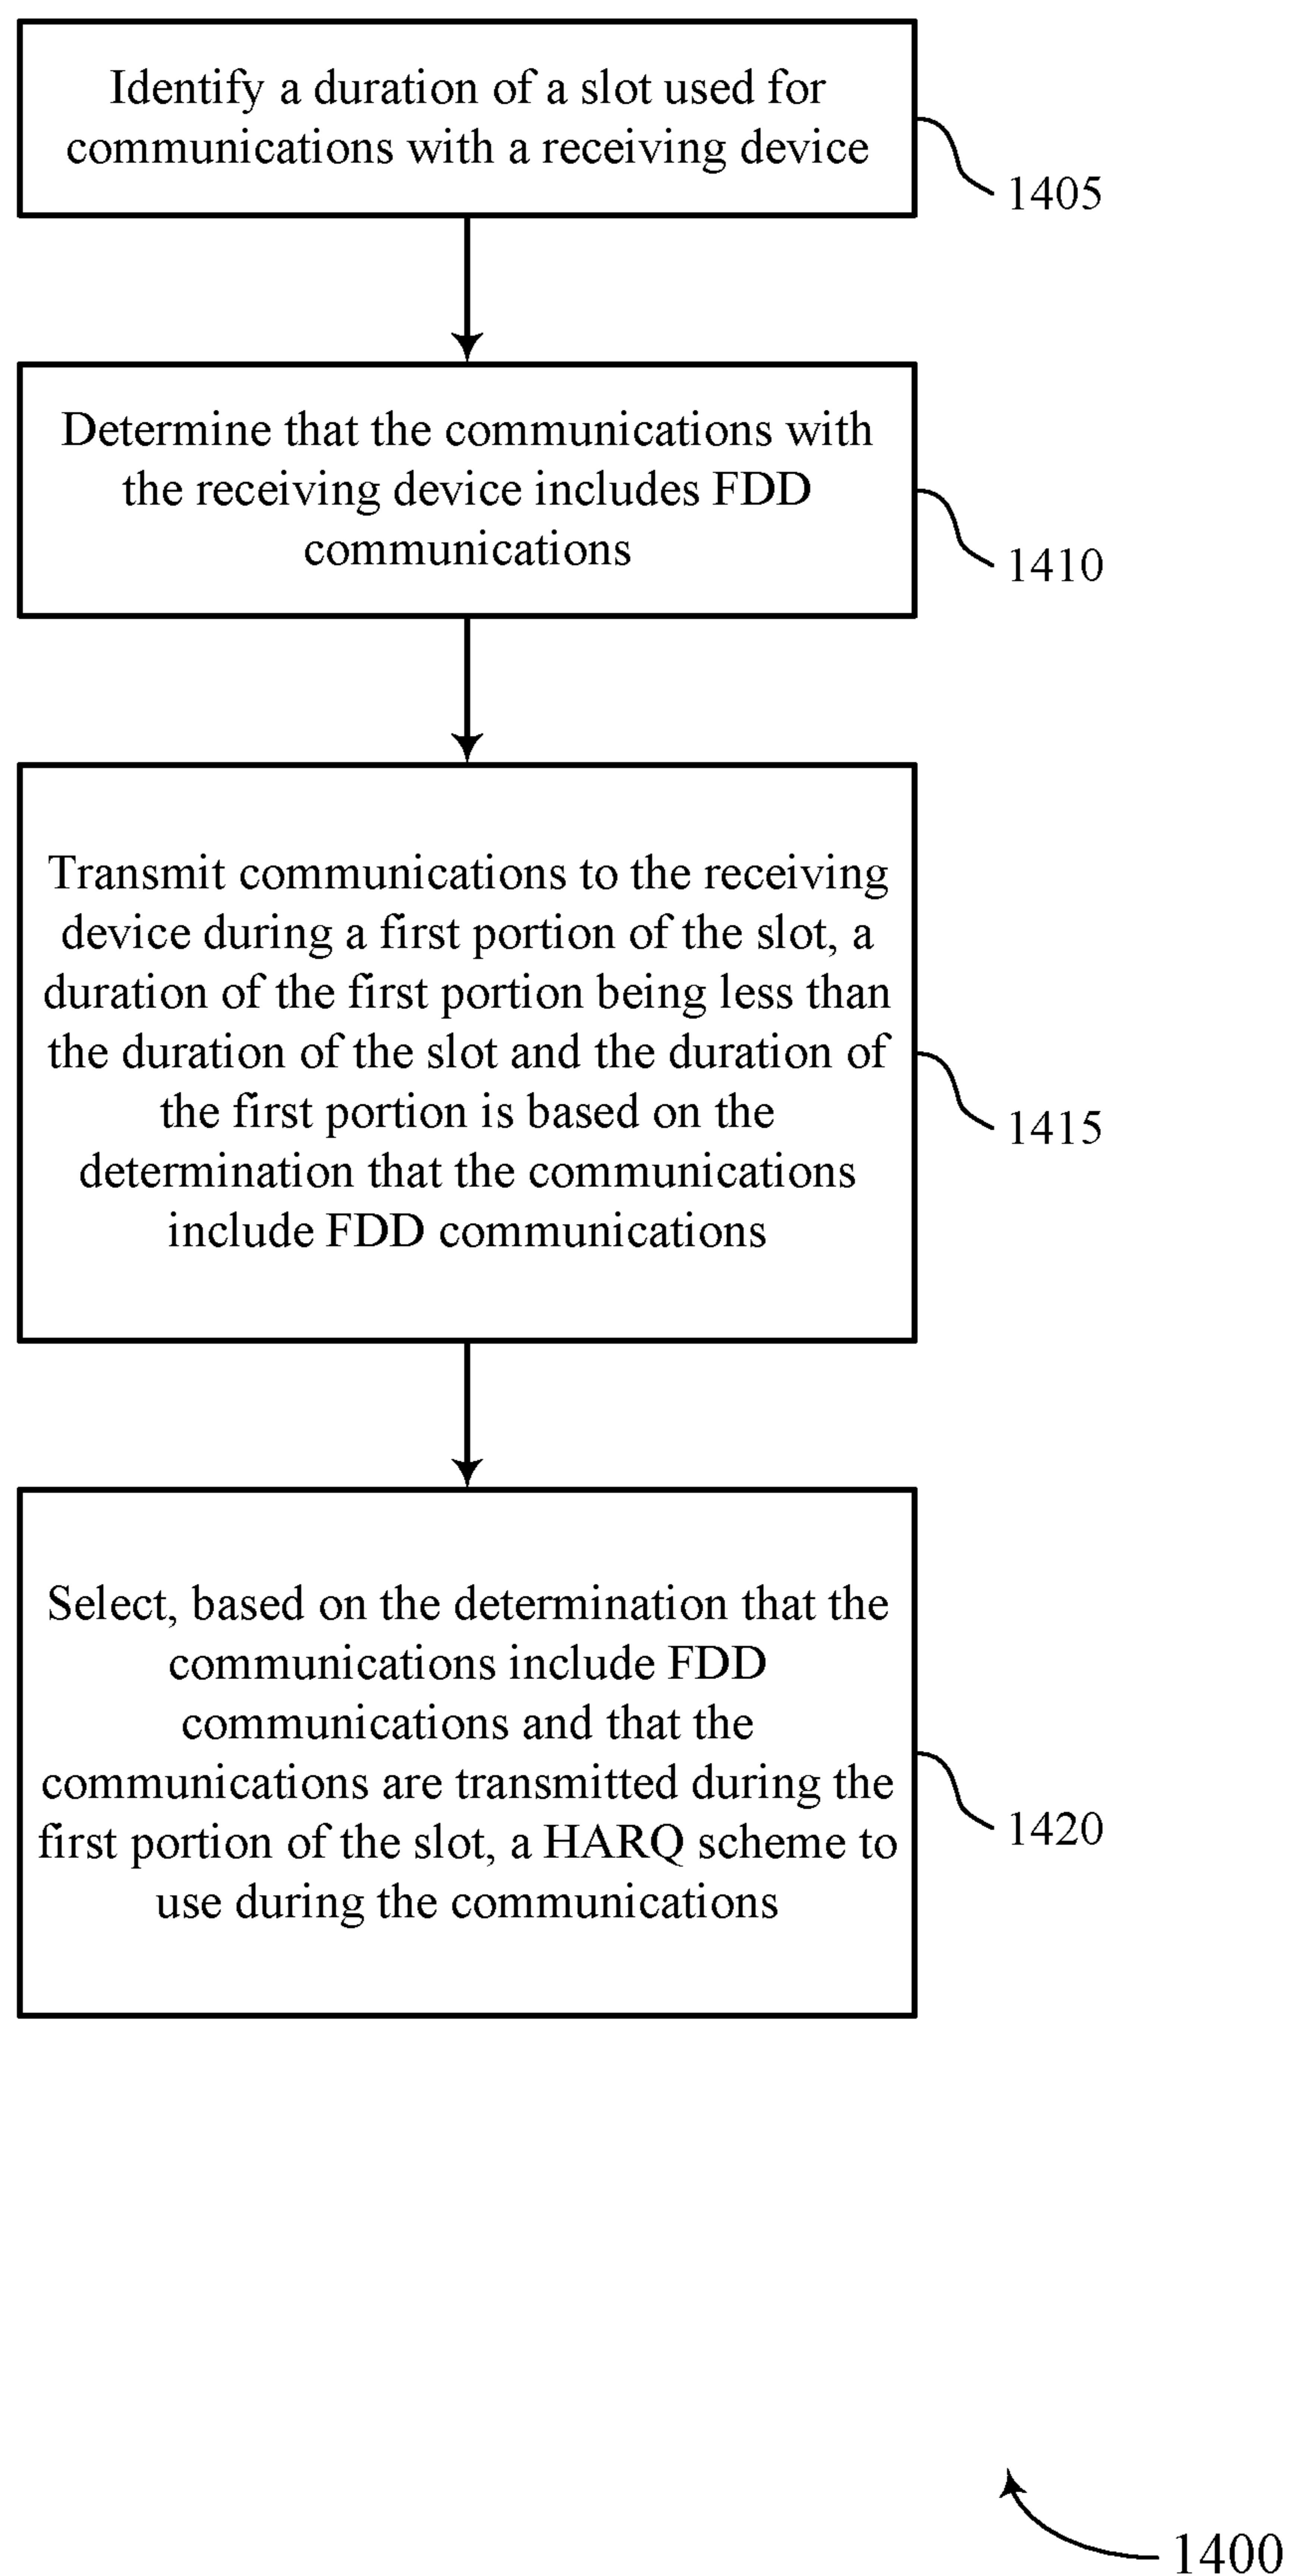 Identify a duration of a slot used for
communications with a receiving device
1405
Determine that the communications with
the receiving device includes FDD
communications
1410
Transmit communications to the receiving
device during a first portion of the slot, a
duration of the first portion being less than
the duration of the slot and the duration of
the first portion is based on the
determination that the communications
include FDD communications
1415
Select, based on the determination that the
communications include FDD
communications and that the
communications are transmitted during the
first portion of the slot, a HARQ scheme to
use during the communications
1420
1400